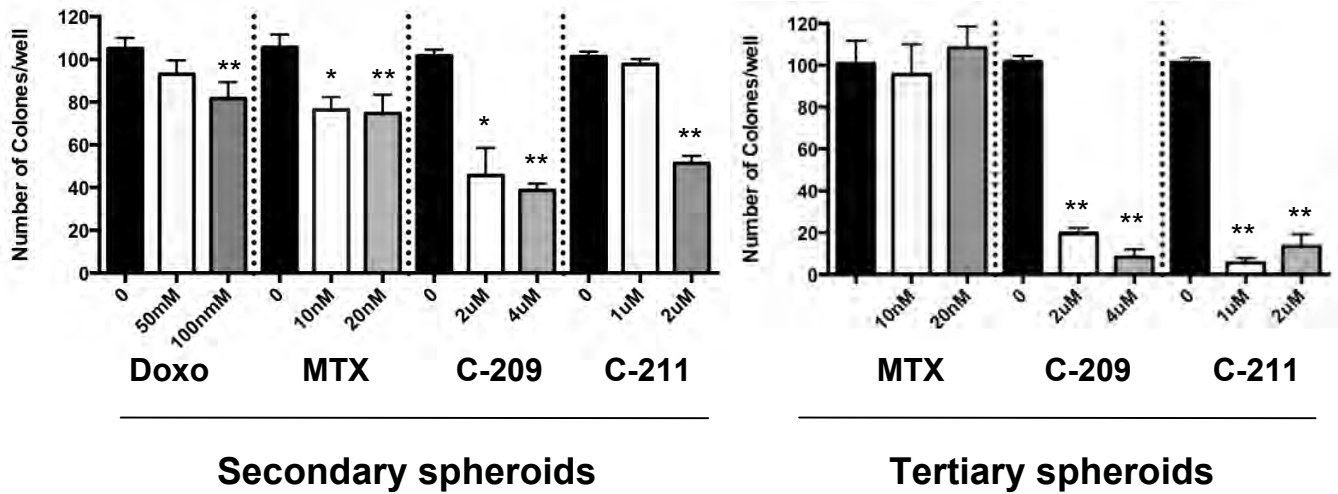 Number of Colones/well
120
100
80
60
40
20
0
** * ** * ** **
0 50mM 100nmM 0 10nM 20nM 0 2uM 4uM 0 1uM 2uM
Doxo MTX C-209 C-211
Secondary spheroids
Number of Colones/well
120
100
80
60
40
20
0
** ** ** **
10nM 20nM 0 2uM 4uM 0 1uM 2uM
MTX C-209 C-211
Tertiary spheroids